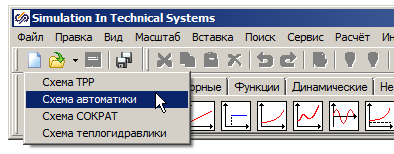 Simulation In Technical Systems
Файл Правка Вид Масштаб Вставка Поиск Сервис Расчёт
Функции Динамические
Схема ТРР
Схема автоматики
Схема СОКРАТ
Схема теплогидравлики